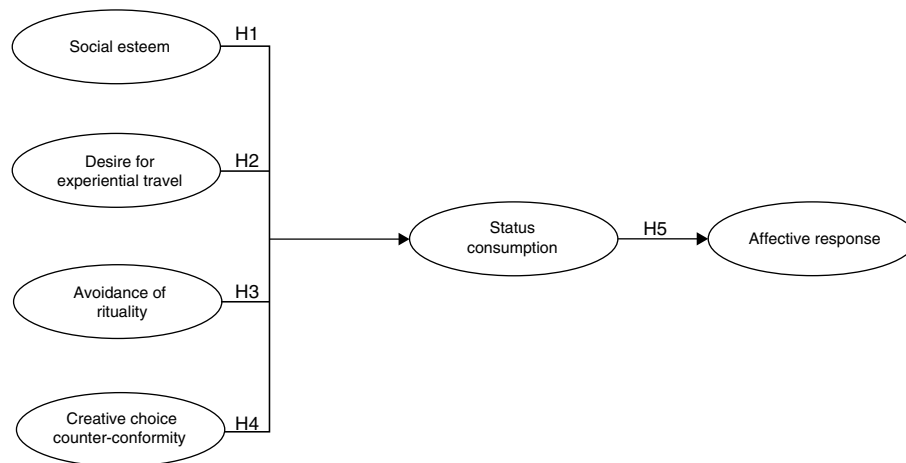 Social esteem
H1
Desire for
experiential travel
H2
Status
consumption
H5
Affective response
Avoidance of
rituality
H3
Creative choice
counter-conformity
H4